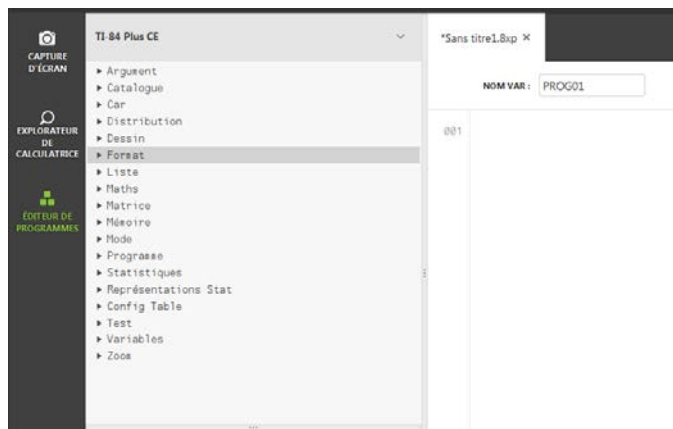 CAPTURE
D'ÉCRAN
EXPLORATEUR
DE
CALCULATRICE
ÉDITEUR DE
PROGRAMMES
TI-84 Plus CE
Argument
Catalogue
Car
Distribution
Dessin
Format
Liste
Maths
Matrice
Mémoire
Mode
Programme
Statistiques
Représentations Stat
Config Table
Test
Variables
Zoom
*Sans titre1.8xp ×
NOM VAR : PROG01
001